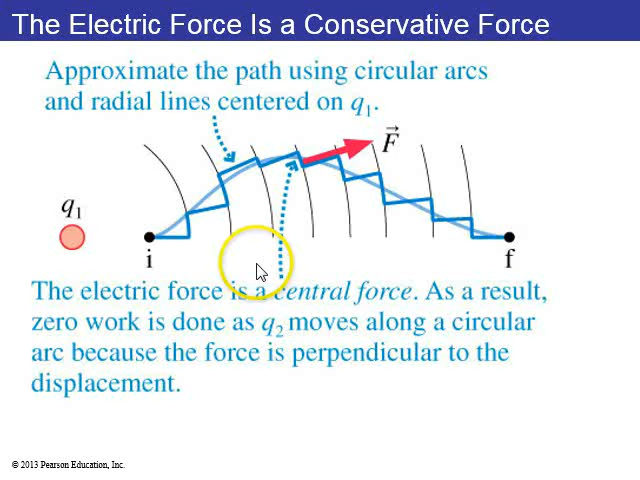 The Electric Force Is a Conservative Force
Approximate the path using circular arcs
and radial lines centered on q₁.
F⃗
q₁
i
f
The electric force is a central force. As a result,
zero work is done as q₂ moves along a circular
arc because the force is perpendicular to the
displacement.
© 2013 Pearson Education, Inc.